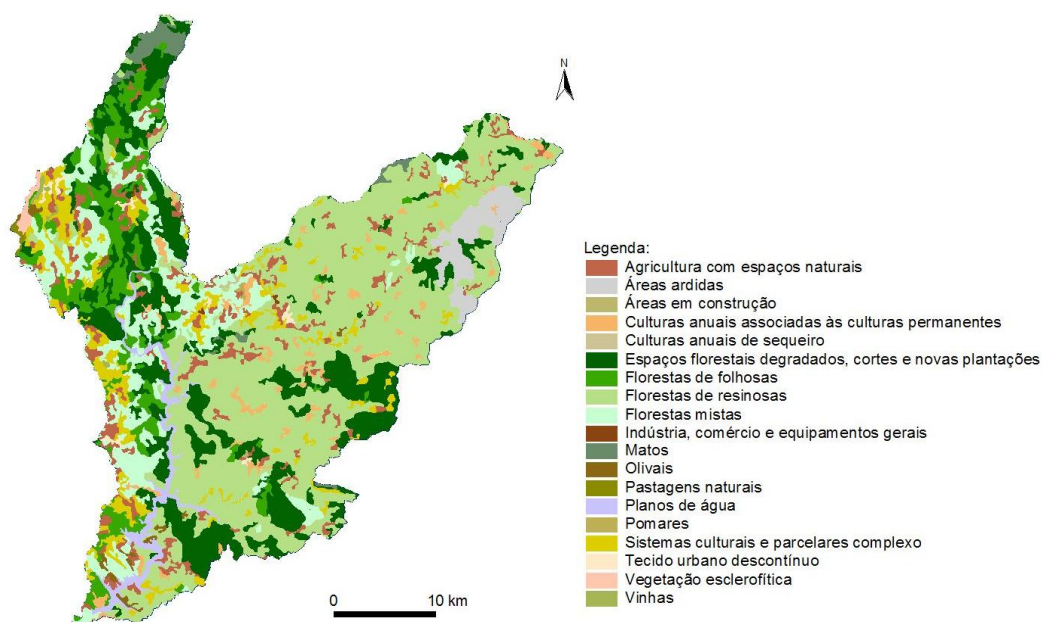 N
Legenda:
Agricultura com espaços naturais
Áreas ardidas
Áreas em construção
Culturas anuais associadas às culturas permanentes
Culturas anuais de sequeiro
Espaços florestais degradados, cortes e novas plantações
Florestas de folhosas
Florestas de resinosas
Florestas mistas
Indústria, comércio e equipamentos gerais
Matos
Olivais
Pastagens naturais
Planos de água
Pomares
Sistemas culturais e parcelares complexo
Tecido urbano descontínuo
Vegetação esclerofítica
Vinhas
0 10 km